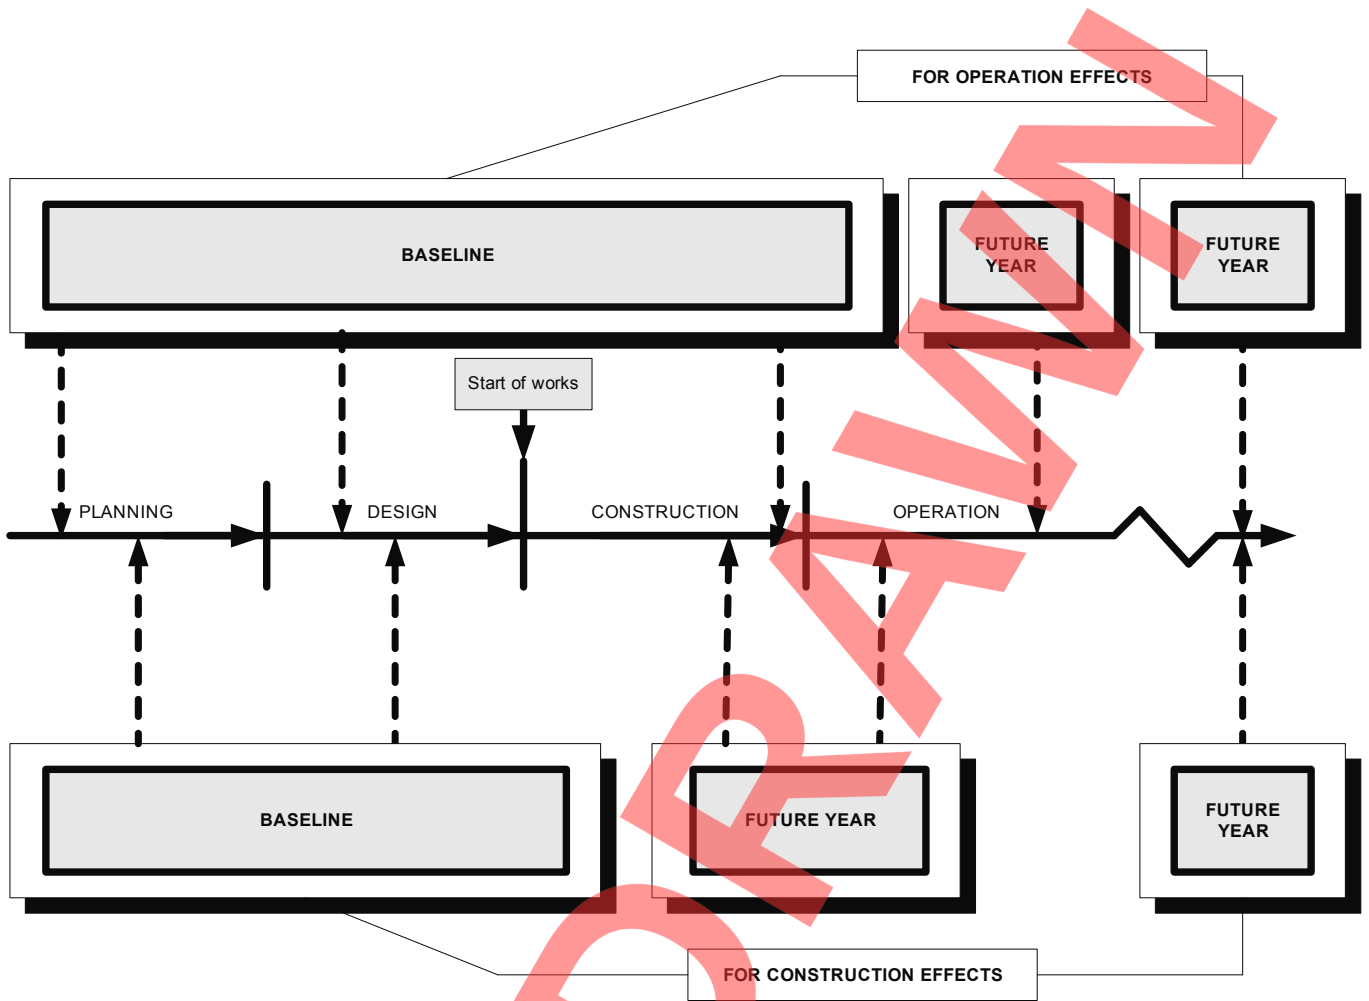 FOR OPERATION EFFECTS
BASELINE
FUTURE
YEAR
FUTURE
YEAR
Start of works
PLANNING
DESIGN
CONSTRUCTION
OPERATION
BASELINE
FUTURE YEAR
FUTURE
YEAR
FOR CONSTRUCTION EFFECTS
DRAWN